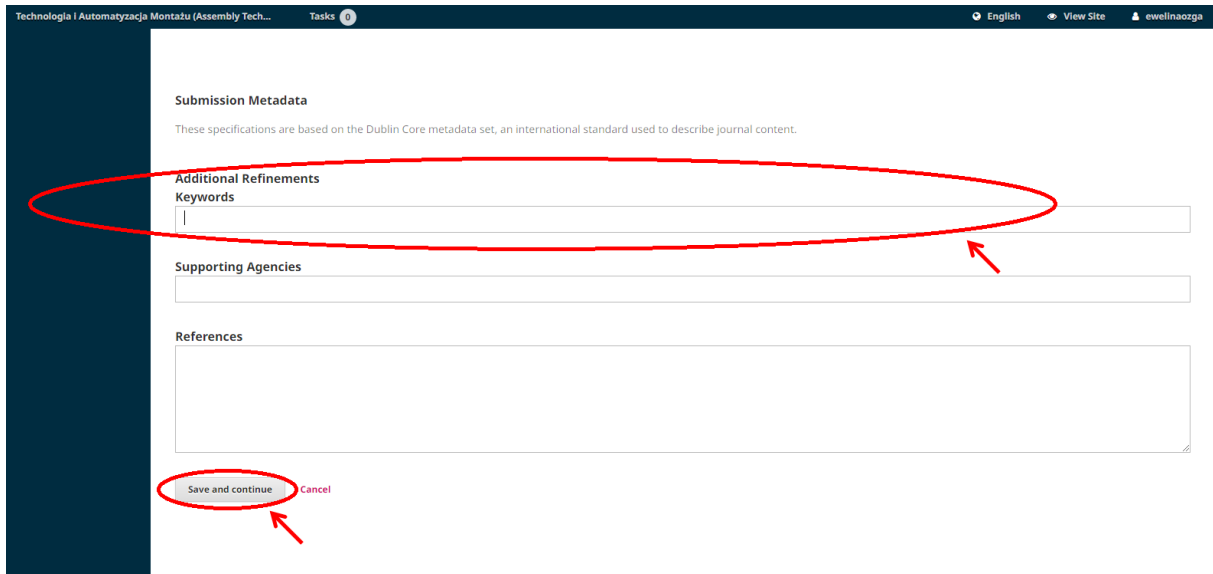 Technologia i Automatyzacja Montażu (Assembly Tech... Tasks 0 English View Site ewelinaozga
Submission Metadata
These specifications are based on the Dublin Core metadata set, an international standard used to describe journal content.
Additional Refinements
Keywords
Supporting Agencies
References
Save and continue Cancel